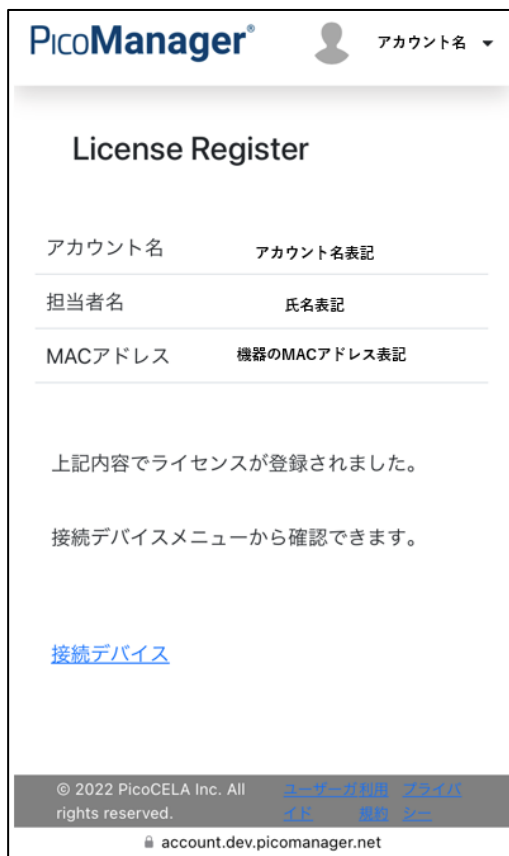 PicoManager®
アカウント名
License Register
アカウント名 アカウント名表記
担当者名 氏名表記
MACアドレス 機器のMACアドレス表記
上記内容でライセンスが登録されました。
接続デバイスメニューから確認できます。
接続デバイス
© 2022 PicoCELA Inc. All rights reserved.
ユーザーガイド
利用規約
プライバシー
account.dev.picomanager.net